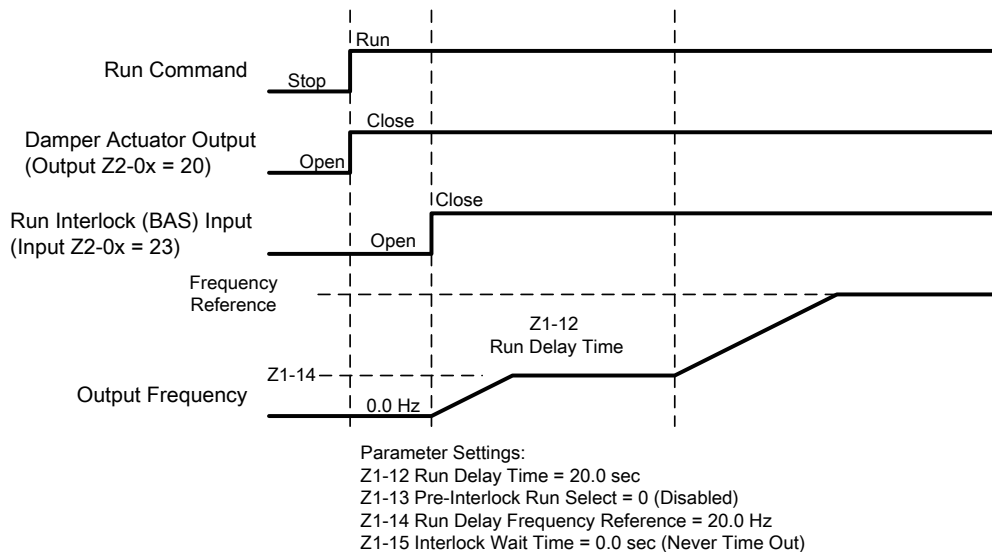 Run
Run Command
Stop
Close
Damper Actuator Output
(Output Z2-0x = 20)
Open
Close
Run Interlock (BAS) Input
(Input Z2-0x = 23)
Open
Frequency
Reference
Z1-12
Run Delay Time
Z1-14
Output Frequency
0.0 Hz
Parameter Settings:
Z1-12 Run Delay Time = 20.0 sec
Z1-13 Pre-Interlock Run Select = 0 (Disabled)
Z1-14 Run Delay Frequency Reference = 20.0 Hz
Z1-15 Interlock Wait Time = 0.0 sec (Never Time Out)